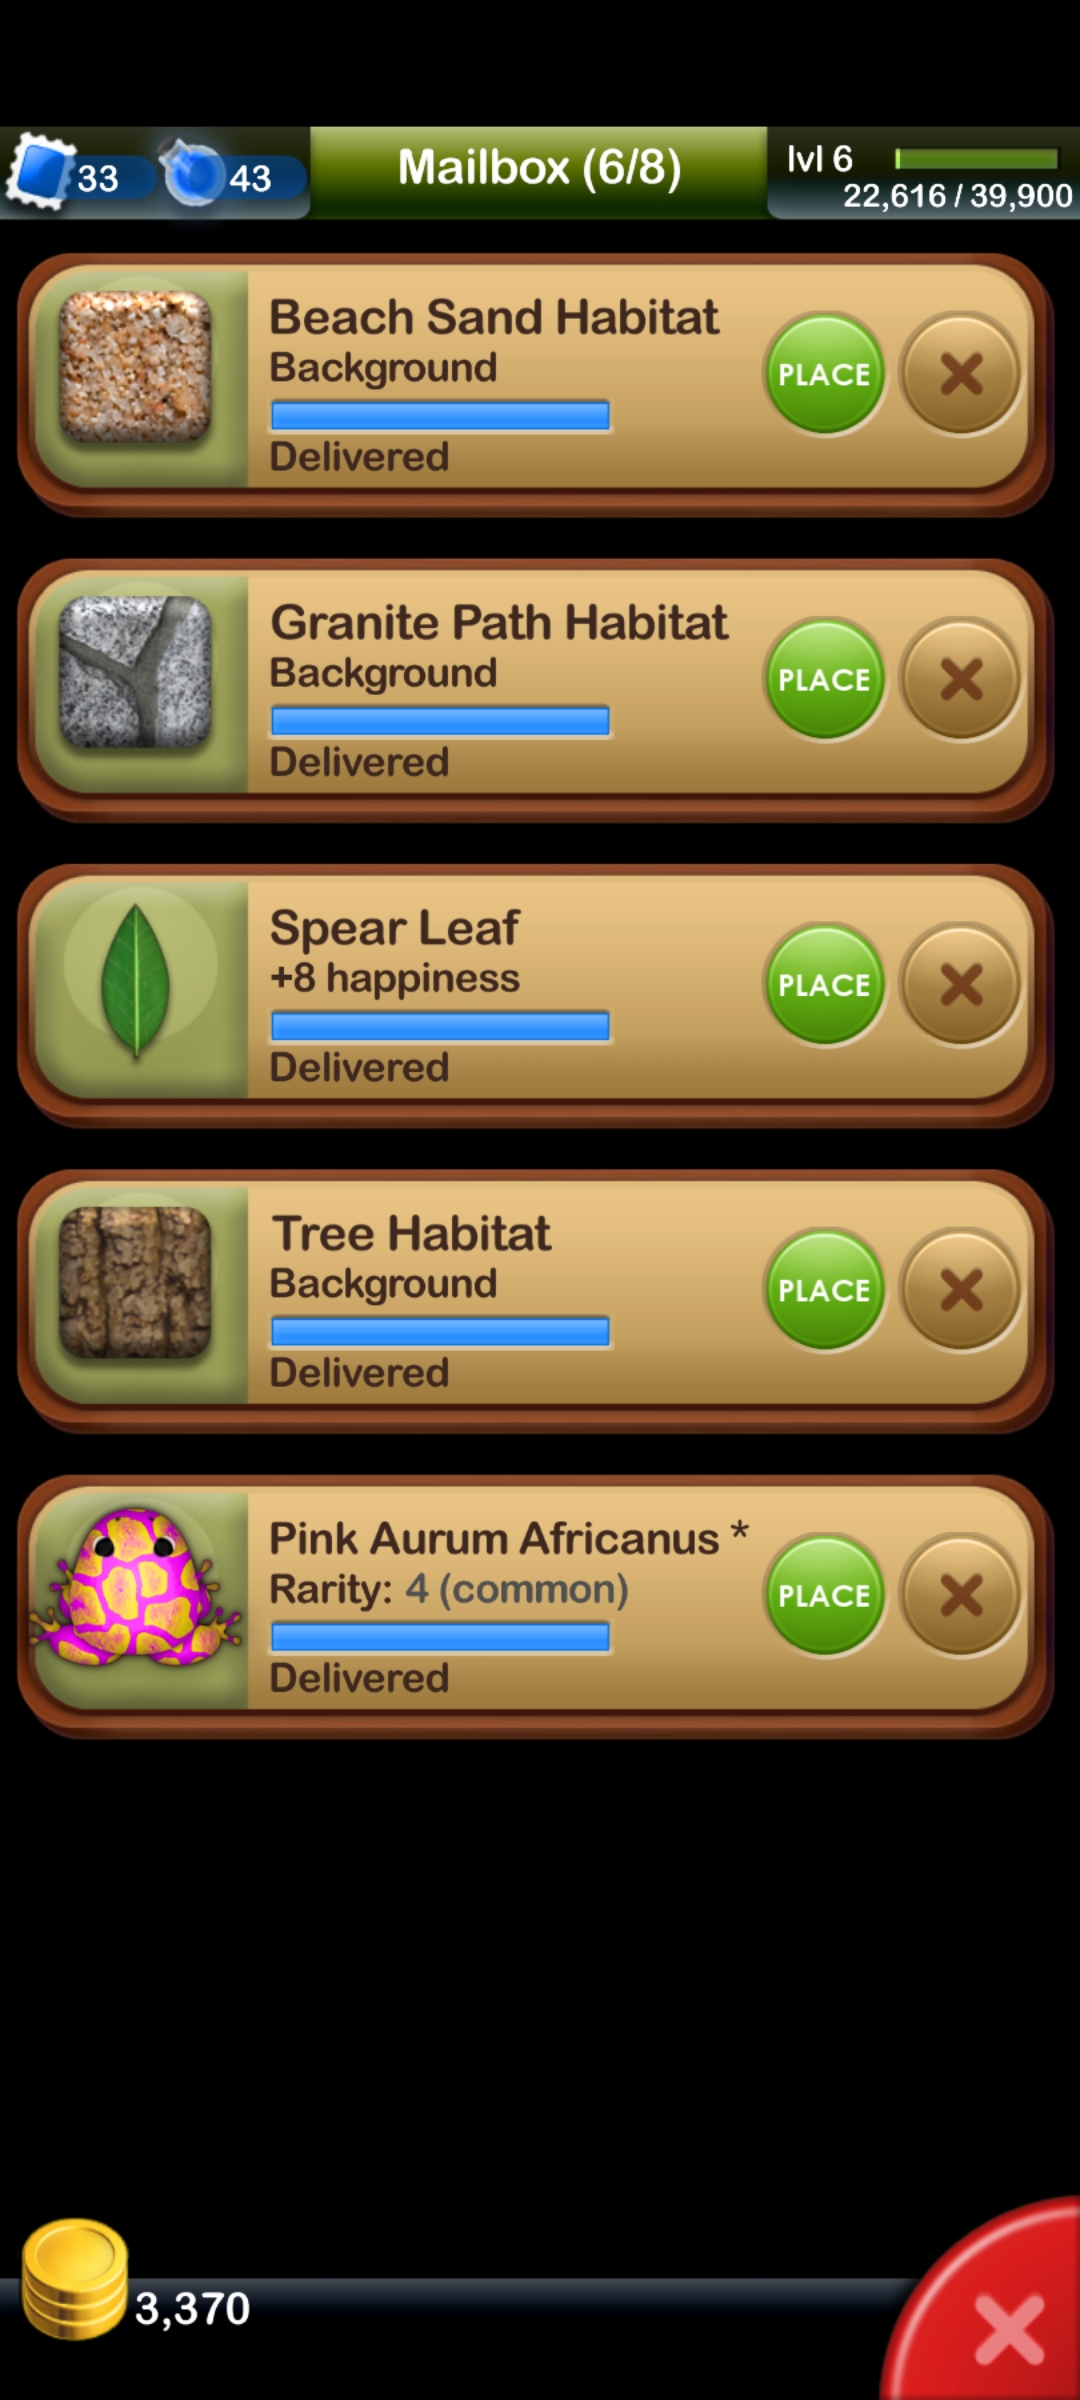 33
43
Mailbox (6/8)
lvl 6
22,616 / 39,900
Beach Sand Habitat
Background
Delivered
PLACE
Granite Path Habitat
Background
Delivered
PLACE
Spear Leaf
+8 happiness
Delivered
PLACE
Tree Habitat
Background
Delivered
PLACE
Pink Aurum Africanus *
Rarity: 4 (common)
Delivered
PLACE
3,370